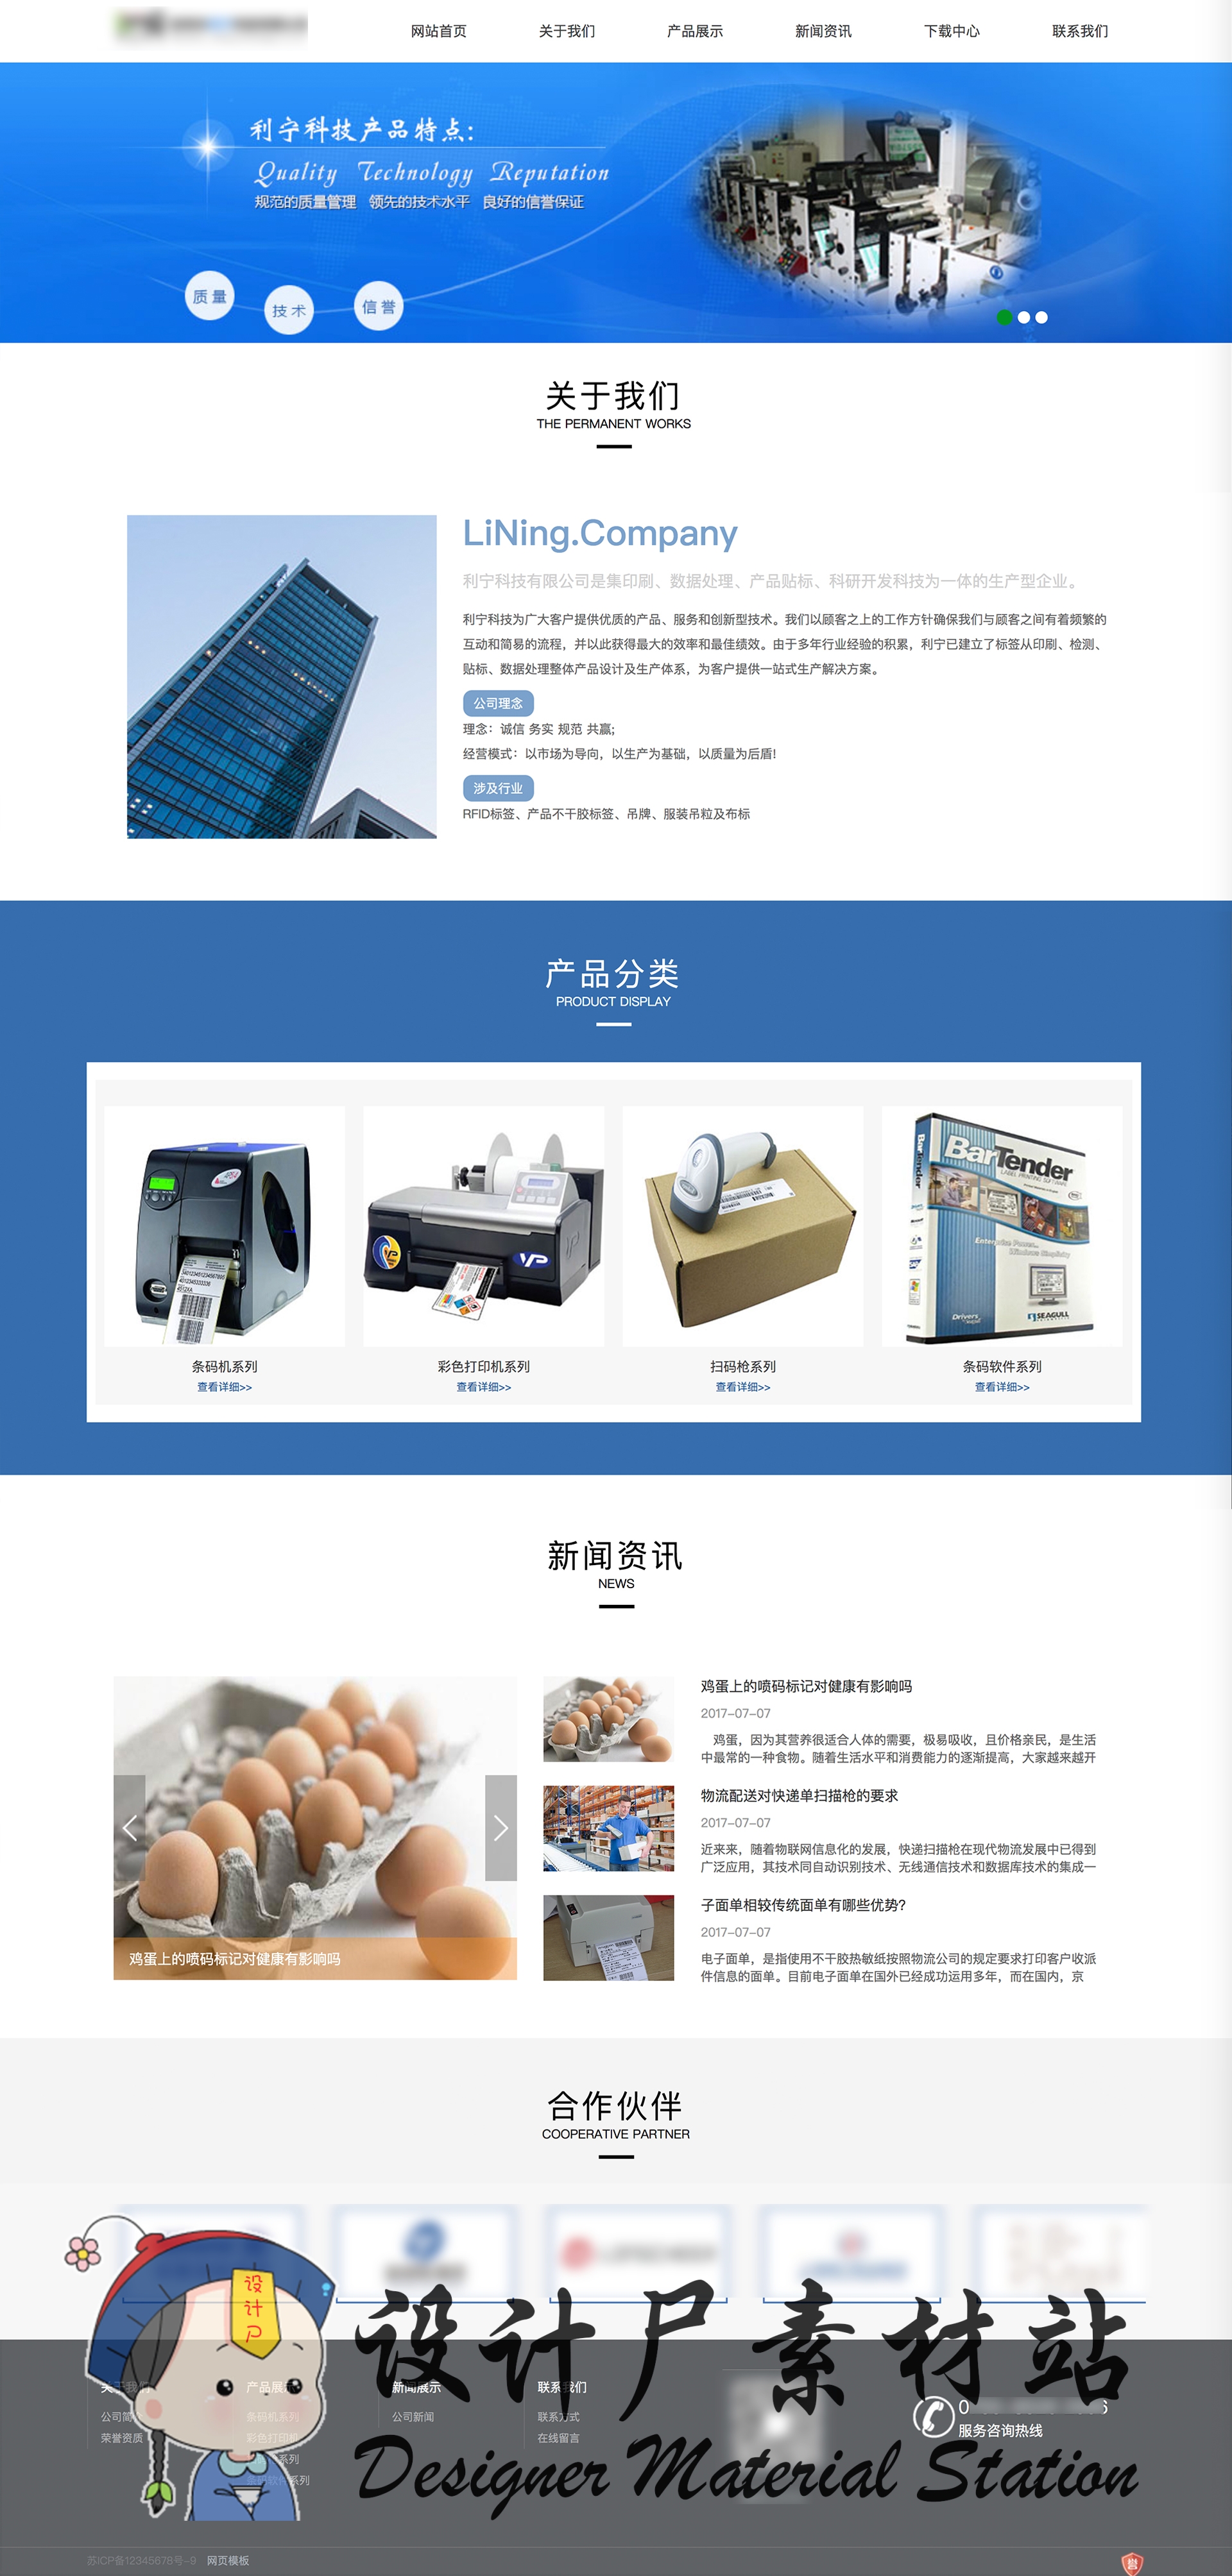 网站首页
关于我们
产品展示
新闻资讯
下载中心
联系我们
利宁科技产品特点:
Quality Technology Reputation
规范的质量管理 领先的技术水平 良好的信誉保证
质量
技术
信誉
关于我们
THE PERMANENT WORKS
LiNing.Company
利宁科技有限公司是集印刷、数据处理、产品贴标、科研开发科技为一体的生产型企业。
利宁科技为广大客户提供优质的产品、服务和创新型技术。我们以顾客之上的工作方针确保我们与顾客之间有着频繁的
互动和简易的流程，并以此获得最大的效率和最佳绩效。由于多年行业经验的积累，利宁已建立了标签从印刷、检测、
贴标、数据处理整体产品设计及生产体系，为客户提供一站式生产解决方案。
公司理念
理念：诚信 务实 规范 共赢;
经营模式：以市场为导向，以生产为基础，以质量为后盾!
涉及行业
RFID标签、产品不干胶标签、吊牌、服装吊粒及布标
产品分类
PRODUCT DISPLAY
VP
BarTender
BarTender
LABEL PRINTING SOFTWARE
Drivers
SEAGULL
条码机系列
查看详细>>
彩色打印机系列
查看详细>>
扫码枪系列
查看详细>>
条码软件系列
查看详细>>
新闻资讯
NEWS
鸡蛋上的喷码标记对健康有影响吗
鸡蛋上的喷码标记对健康有影响吗
2017-07-07
鸡蛋，因为其营养很适合人体的需要，极易吸收，且价格亲民，是生活
中最常的一种食物。随着生活水平和消费能力的逐渐提高，大家越来越开
物流配送对快递单扫描枪的要求
2017-07-07
近来来，随着物联网信息化的发展，快递扫描枪在现代物流发展中已得到
广泛应用，其技术同自动识别技术、无线通信技术和数据库技术的集成一
子面单相较传统面单有哪些优势?
2017-07-07
电子面单，是指使用不干胶热敏纸按照物流公司的规定要求打印客户收派
件信息的面单。目前电子面单在国外已经成功运用多年，而在国内，京
合作伙伴
COOPERATIVE PARTNER
设计尸
设计尸素材站
Designer Material Station
关于我们
公司简
荣誉资质
产品展示
条码机系列
彩色打印机
系列
条码软件系列
新闻展示
公司新闻
联系我们
联系方式
在线留言
服务咨询热线
苏ICP备12345678号-9
网页模板
誉